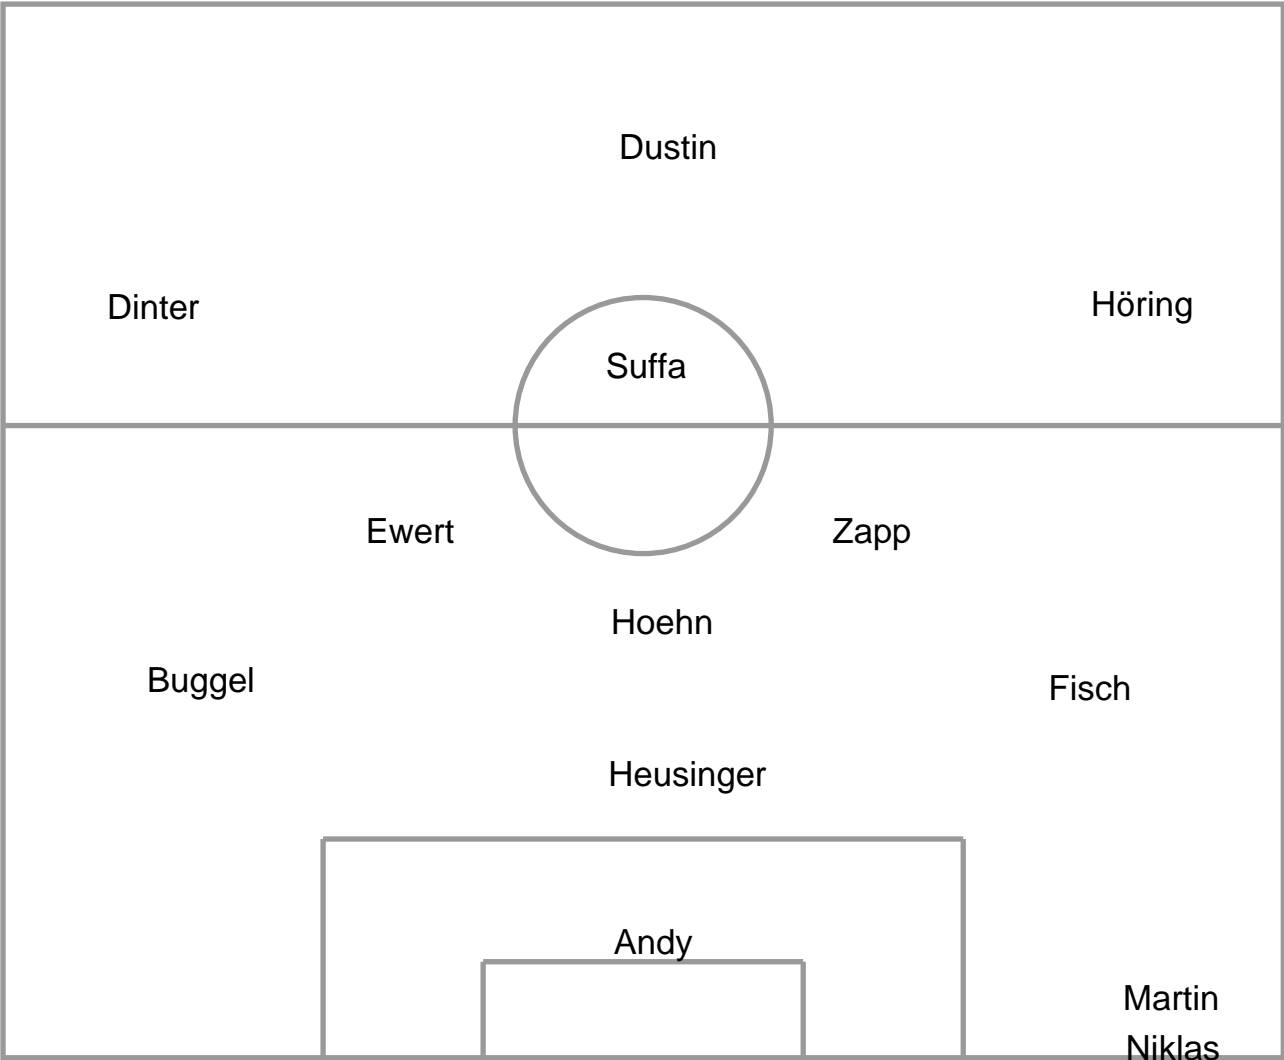 Dustin
Dinter
Höring
Suffa
Ewert
Zapp
Hoehn
Buggel
Fisch
Heusinger
Andy
Martin
Niklas